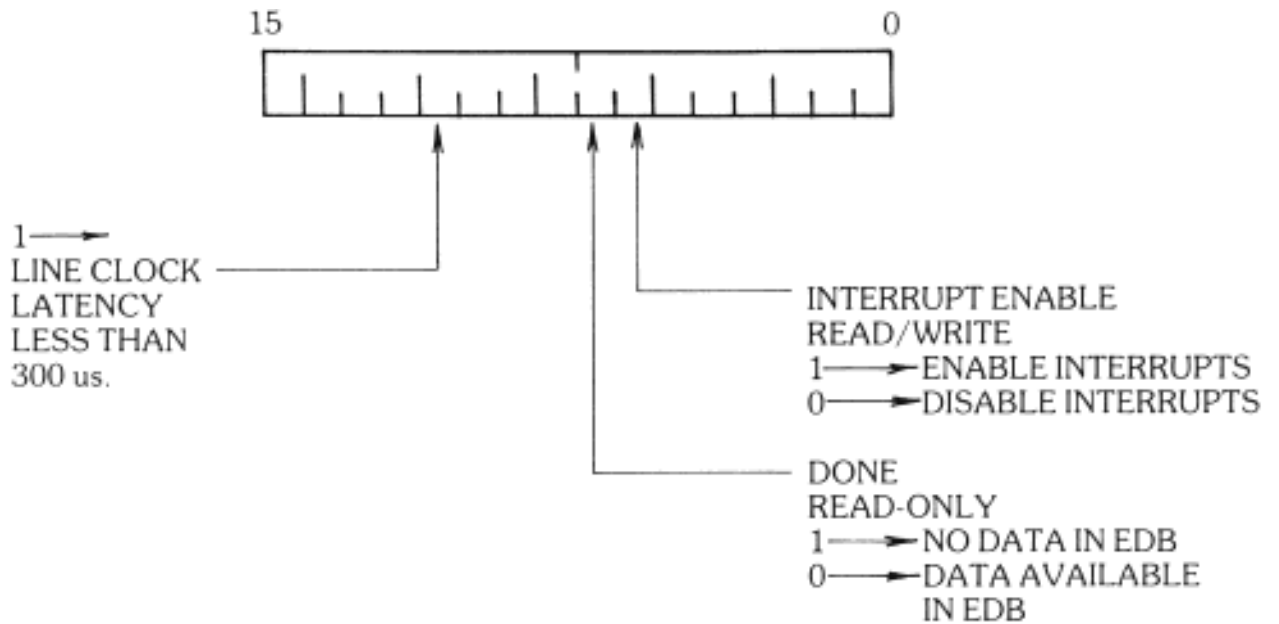 15 0
1→
LINE CLOCK
LATENCY
LESS THAN
300 us.
INTERRUPT ENABLE
READ/WRITE
1→ENABLE INTERRUPTS
0→DISABLE INTERRUPTS
DONE
READ-ONLY
1→NO DATA IN EDB
0→DATA AVAILABLE
IN EDB